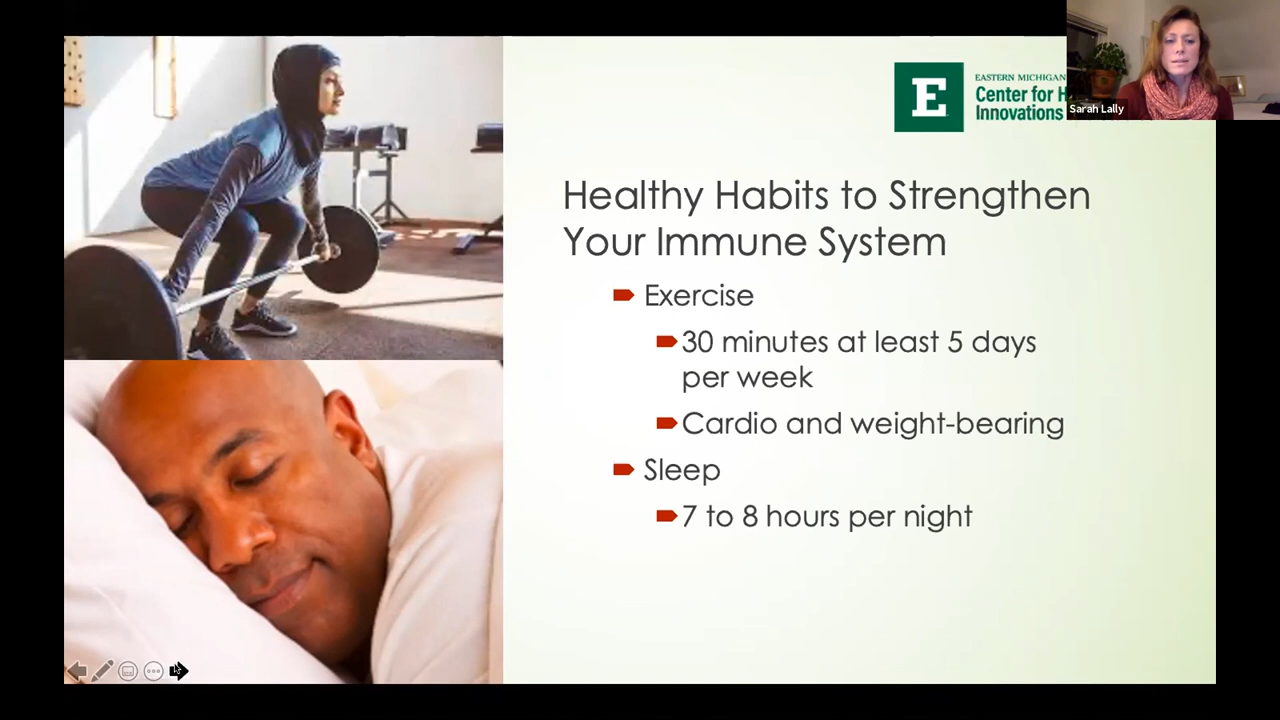 E
EASTERN MICHIGAN
Center for
Innovations
Sarah Lally
Healthy Habits to Strengthen
Your Immune System
Exercise
30 minutes at least 5 days
per week
Cardio and weight-bearing
Sleep
7 to 8 hours per night